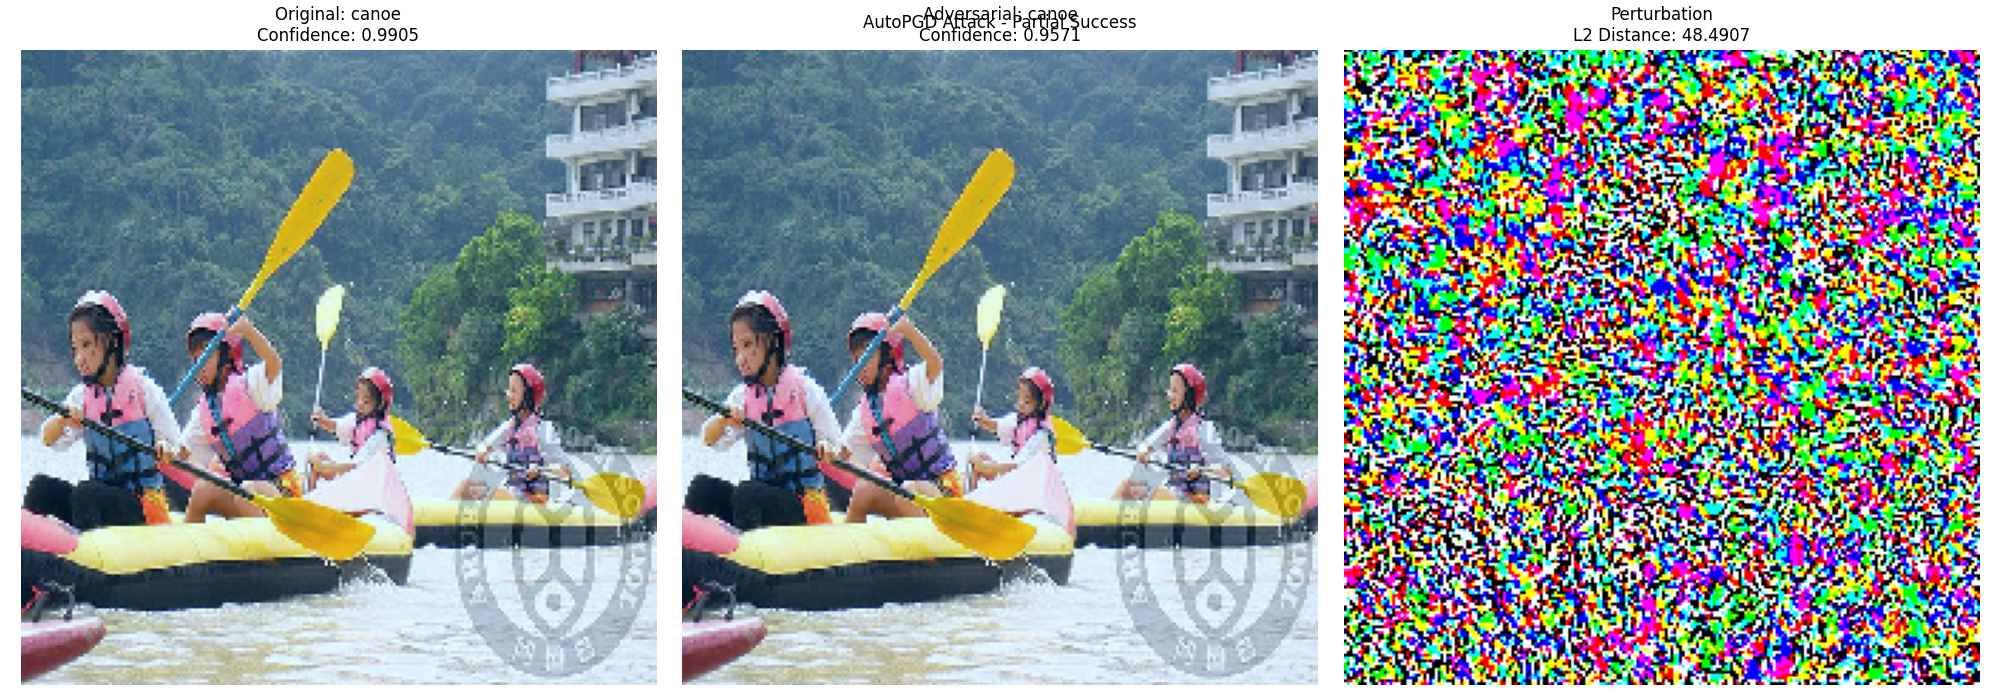 Original: canoe
Confidence: 0.9905
AutoPGD Attack - Partial Success
Adversarial: canoe
Confidence: 0.9571
Perturbation
L2 Distance: 48.4907